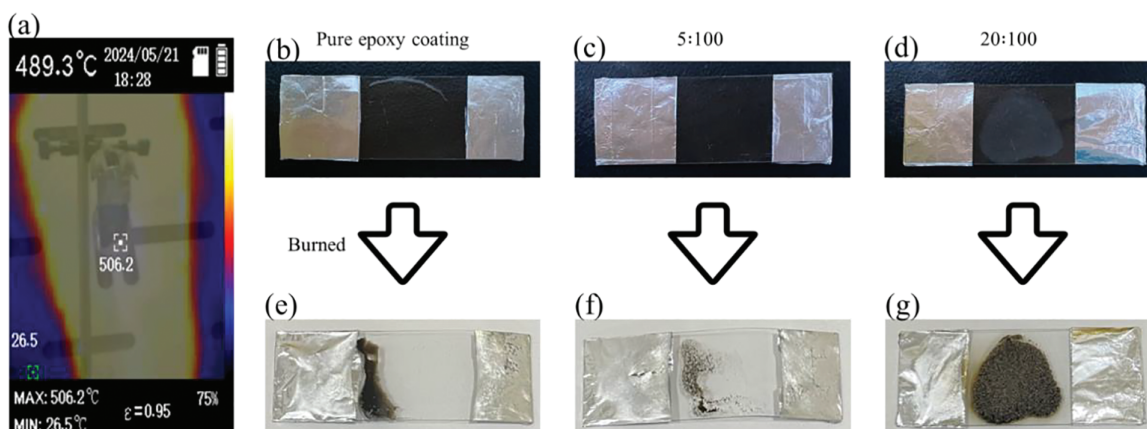 (a)
489.3°C
2024/05/21
18:28
506.2
26.5
MAX: 506.2°C
75%
MIN: 26.5°C
ε=0.95
(b)
Pure epoxy coating
(c)
5:100
(d)
20:100
Burned
(e)
(f)
(g)